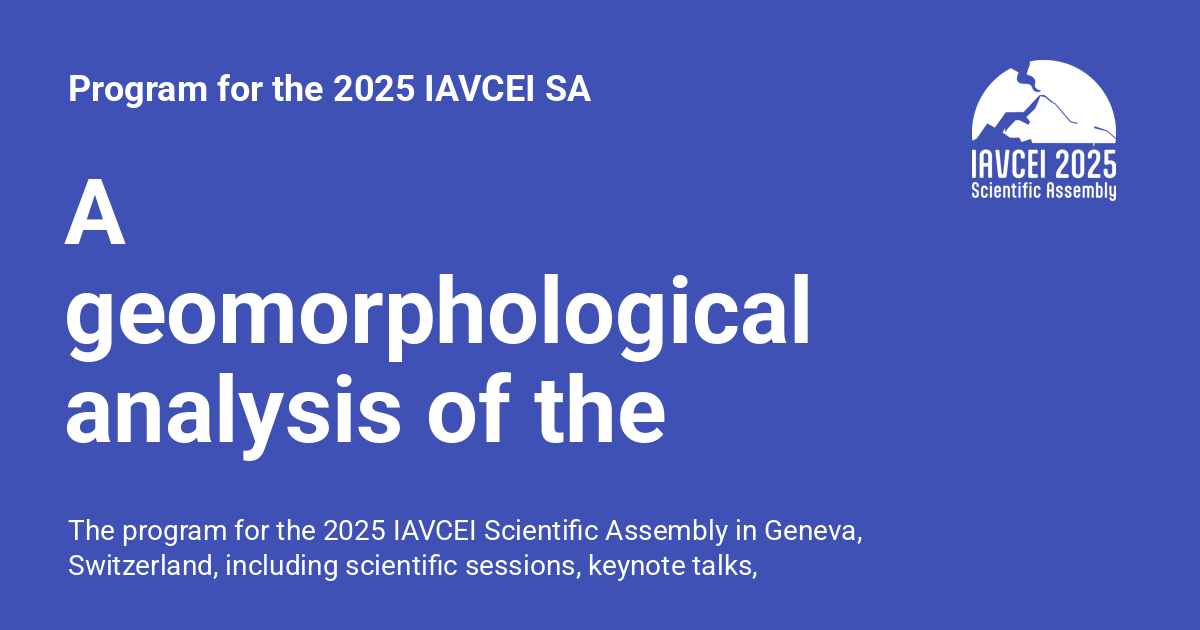 Program for the 2025 IAVCEI SA
IAVCEI 2025
Scientific Assembly
A
geomorphological
analysis of the
The program for the 2025 IAVCEI Scientific Assembly in Geneva,
Switzerland, including scientific sessions, keynote talks,